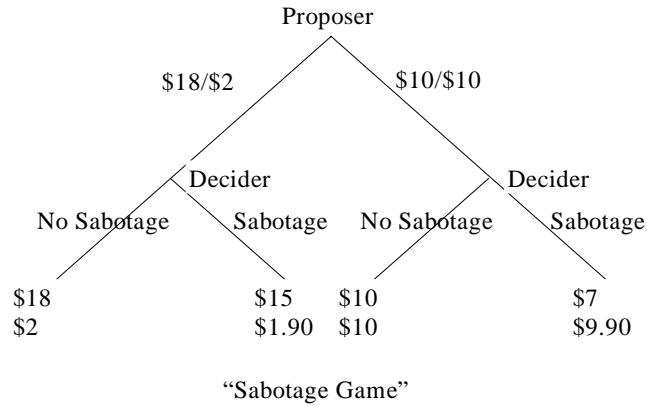 Proposer
$18/$2 $10/$10
Decider Decider
No Sabotage Sabotage No Sabotage Sabotage
$18 $15 $10 $7
$2 $1.90 $10 $9.90
“Sabotage Game”